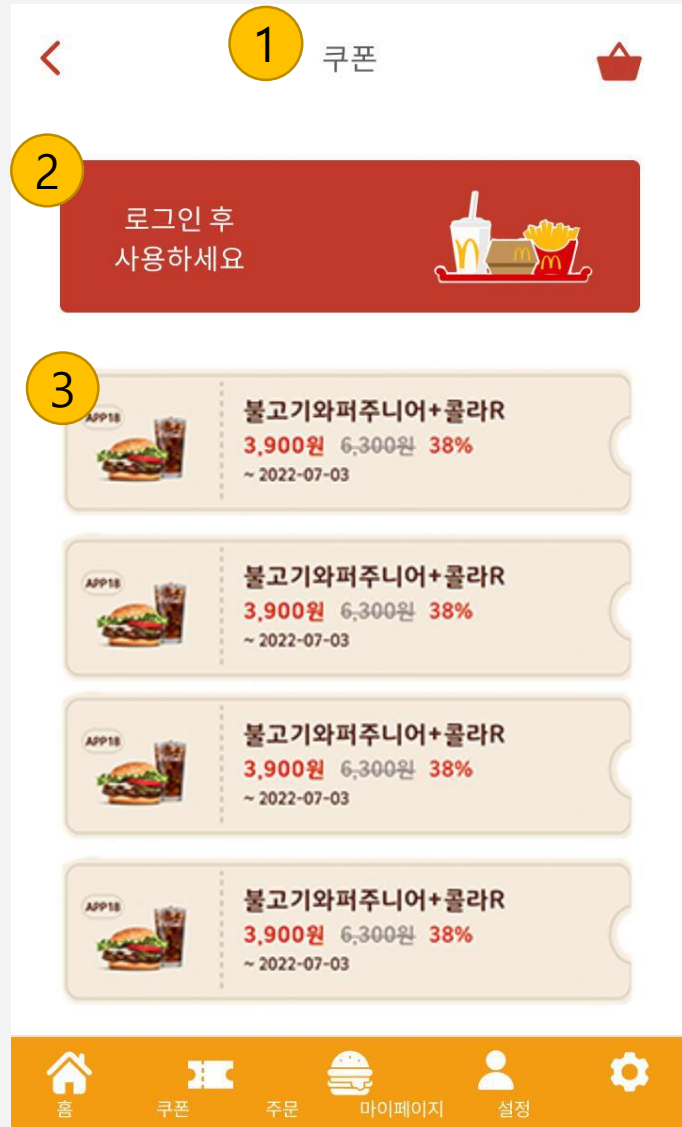 1
쿠폰
2
로그인 후
사용하세요
3
APP18
불고기와퍼주니어+콜라R
3,900원 6,300원 38%
~ 2022-07-03
APP18
불고기와퍼주니어+콜라R
3,900원 6,300원 38%
~ 2022-07-03
APP18
불고기와퍼주니어+콜라R
3,900원 6,300원 38%
~ 2022-07-03
APP18
불고기와퍼주니어+콜라R
3,900원 6,300원 38%
~ 2022-07-03
홈 쿠폰 주문 마이페이지 설정